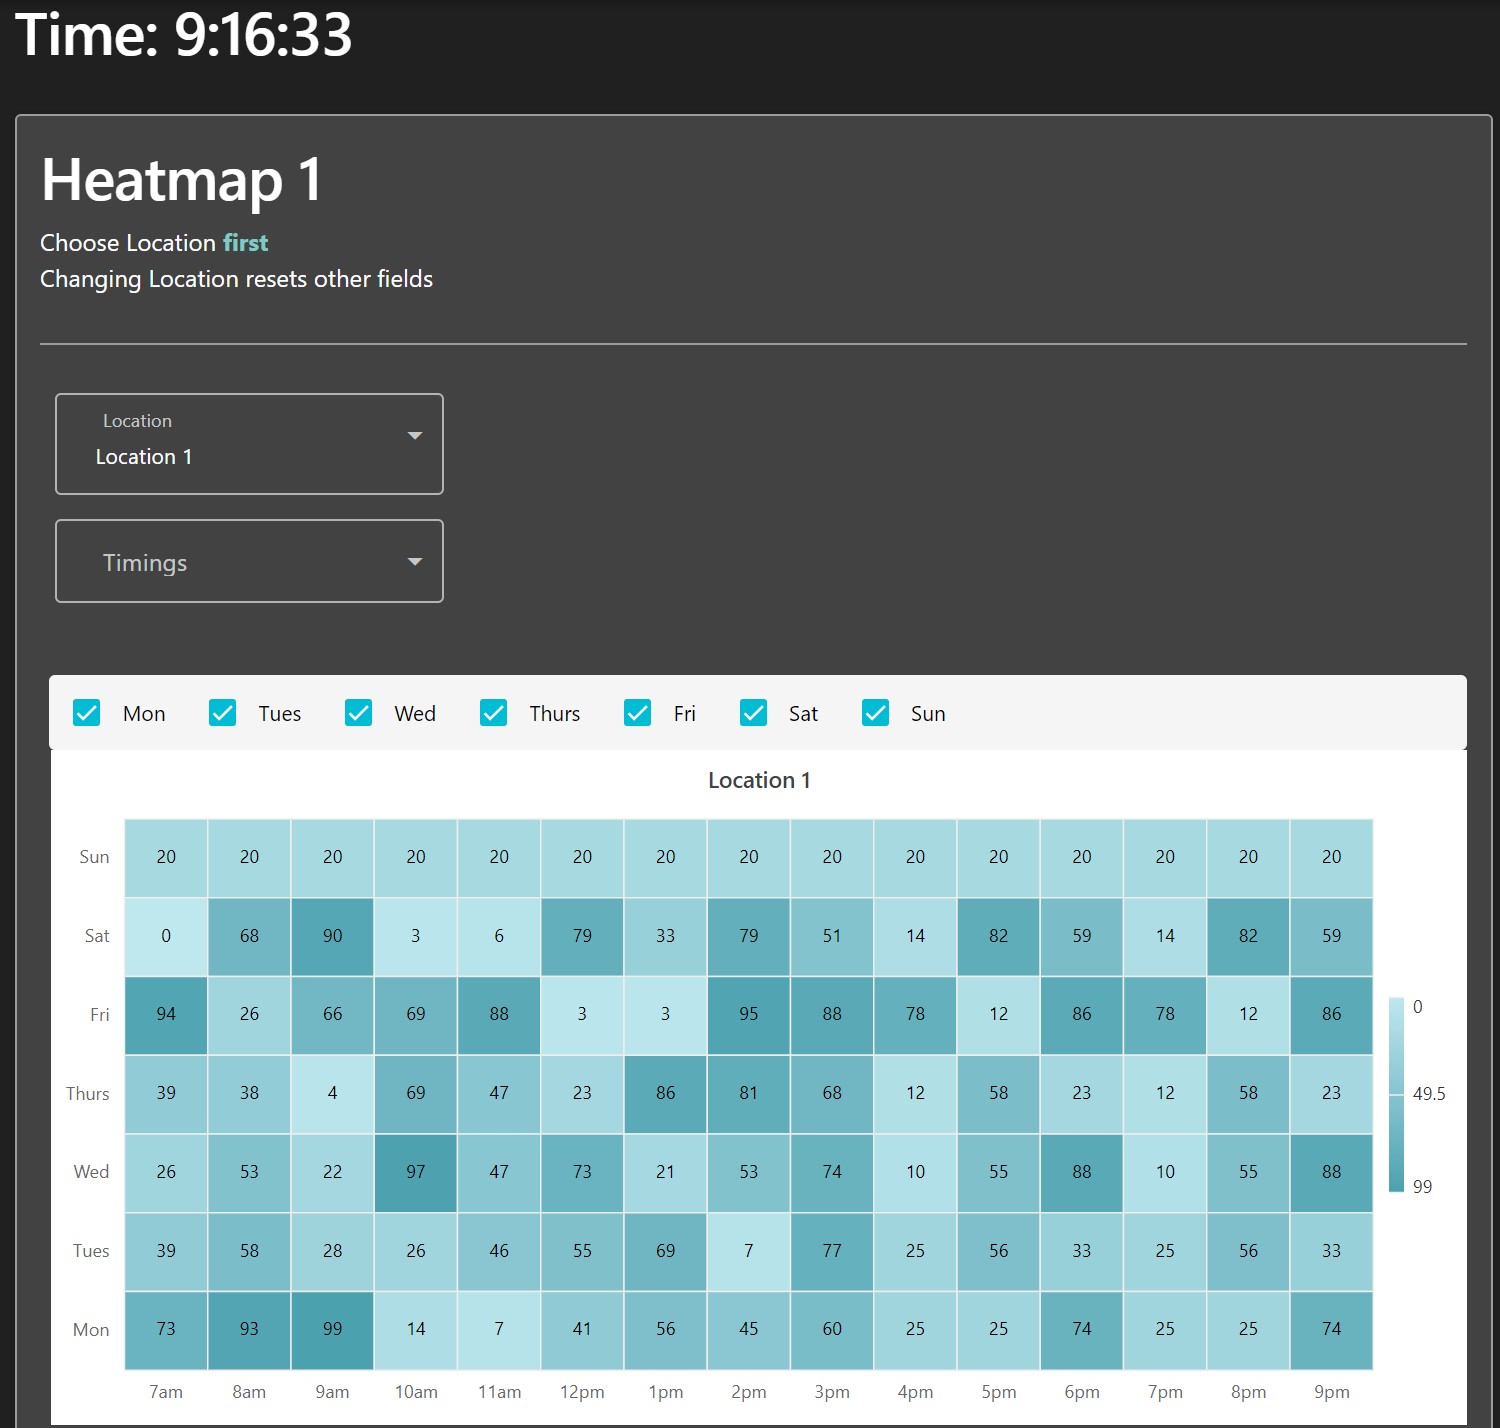 Time: 9:16:33
Heatmap 1
Choose Location first
Changing Location resets other fields
Location
Location 1
Timings
Mon Tues Wed Thurs Fri Sat Sun
Location 1
Sun 20 20 20 20 20 20 20 20 20 20 20 20 20 20 20
Sat 0 68 90 3 6 79 33 79 51 14 82 59 14 82 59
Fri 94 26 66 69 88 3 3 95 88 78 12 86 78 12 86
0
Thurs 39 38 4 69 47 23 86 81 68 12 58 23 12 58 23
49.5
Wed 26 53 22 97 47 73 21 53 74 10 55 88 10 55 88
99
Tues 39 58 28 26 46 55 69 7 77 25 56 33 25 56 33
Mon 73 93 99 14 7 41 56 45 60 25 25 74 25 25 74
7am 8am 9am 10am 11am 12pm 1pm 2pm 3pm 4pm 5pm 6pm 7pm 8pm 9pm